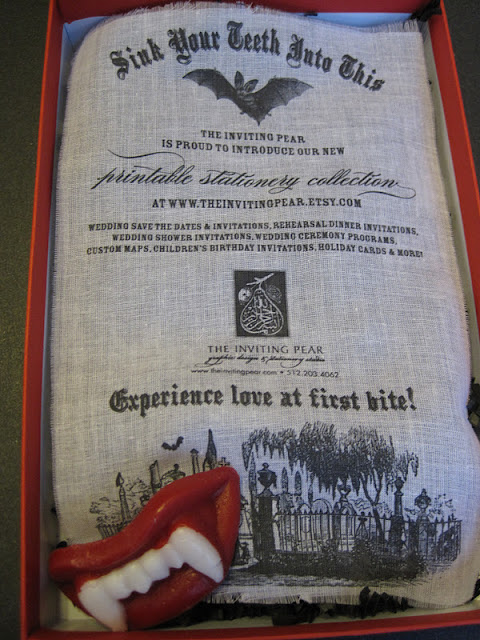 Sink Your Teeth Into This
THE INVITING PEAR
IS PROUD TO INTRODUCE OUR NEW
printable stationery collection
AT WWW.THEINVITINGPEAR.ETSY.COM
WEDDING SAVE THE DATES & INVITATIONS, REHEARSAL DINNER INVITATIONS,
WEDDING SHOWER INVITATIONS, WEDDING CEREMONY PROGRAMS,
CUSTOM MAPS, CHILDREN'S BIRTHDAY INVITATIONS, HOLIDAY CARDS & MORE!
THE INVITING PEAR
graphic design & stationery studio
www.theinvitingpear.com • 512.203.4062
Experience love at first bite!